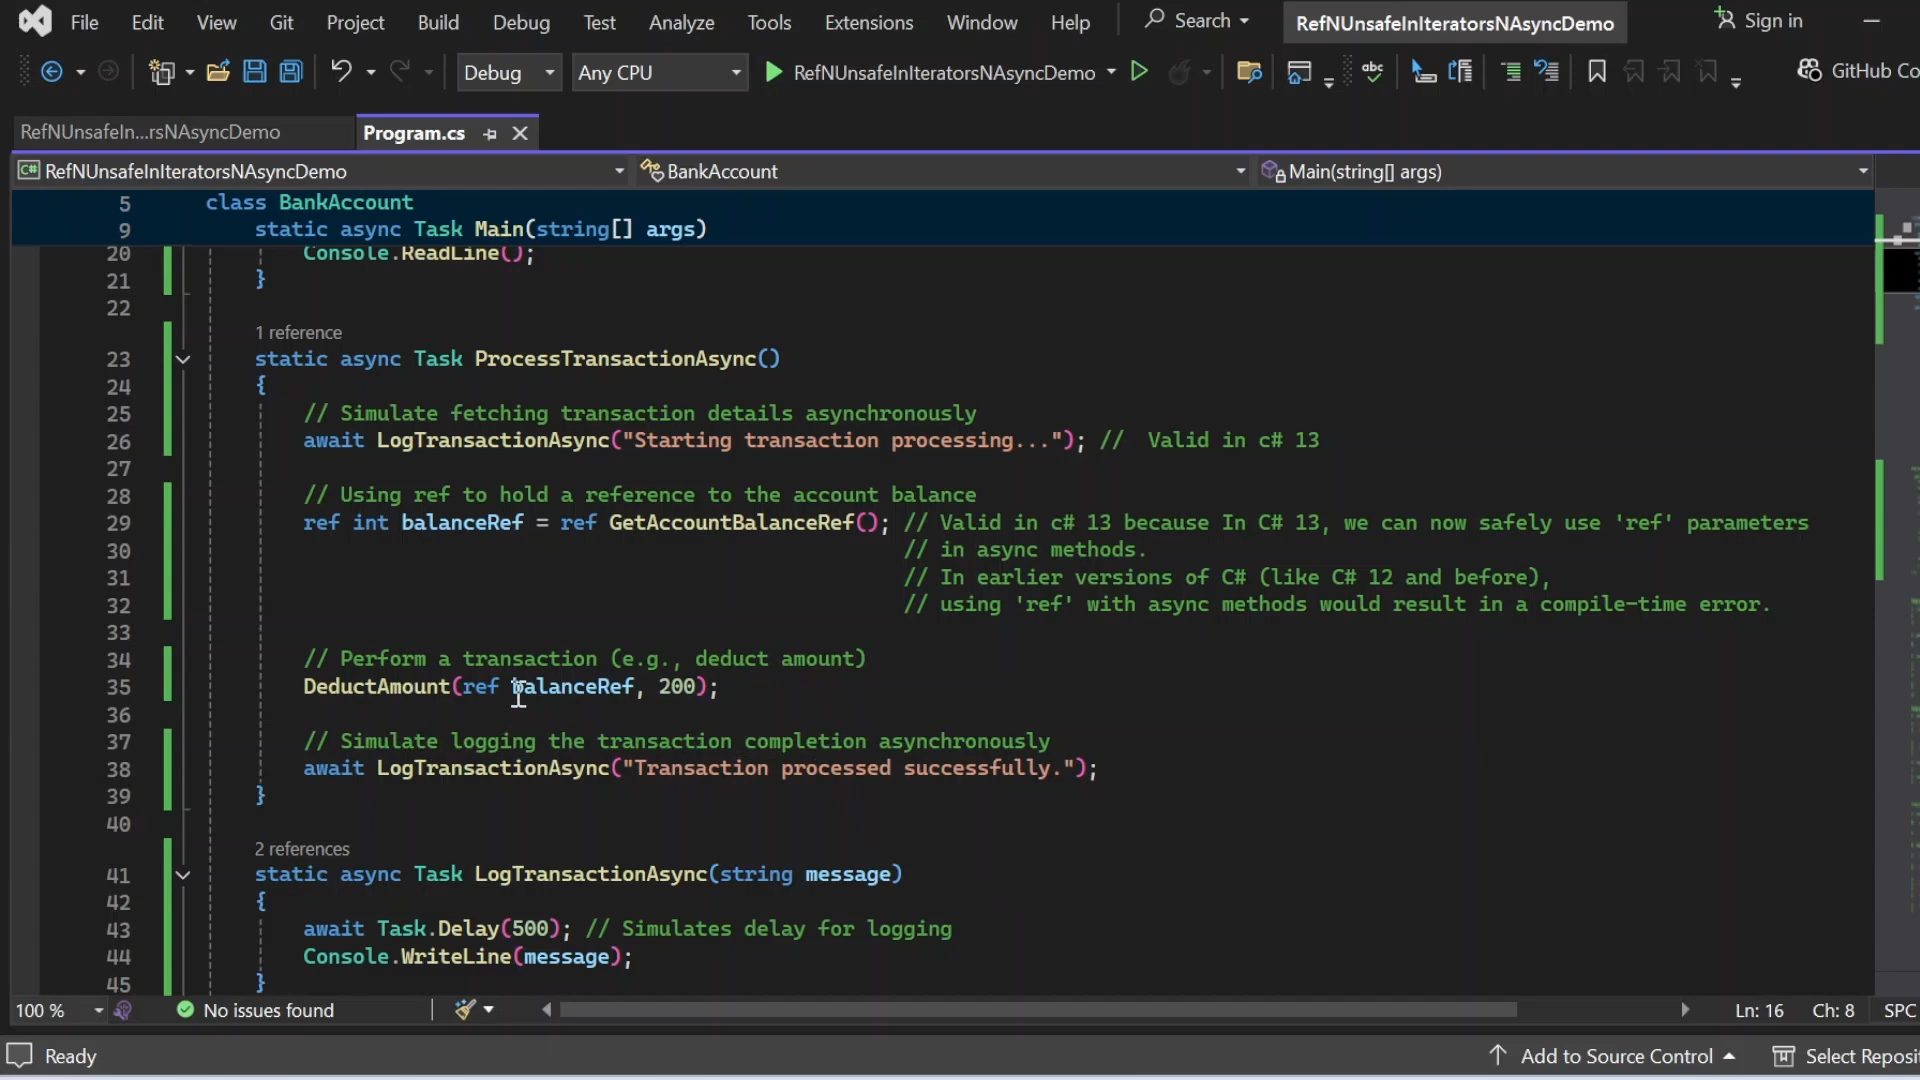 File Edit View Git Project Build Debug Test Analyze Tools Extensions Window Help Search RefNUnsafeInIteratorsNAsyncDemo Sign in
Debug Any CPU RefNUnsafeInIteratorsNAsyncDemo abc GitHub Co
RefNUnsafeIn...rsNAsyncDemo Program.cs
C# RefNUnsafeInIteratorsNAsyncDemo BankAccount Main(string[] args)
5 class BankAccount
9 static async Task Main(string[] args)
20 Console.ReadLine();
21 }
22
1 reference
23 static async Task ProcessTransactionAsync()
24 {
25 // Simulate fetching transaction details asynchronously
26 await LogTransactionAsync("Starting transaction processing..."); //  Valid in c# 13
27
28 // Using ref to hold a reference to the account balance
29 ref int balanceRef = ref GetAccountBalanceRef(); // Valid in c# 13 because In C# 13, we can now safely use 'ref' parameters
30 // in async methods.
31 // In earlier versions of C# (like C# 12 and before),
32 // using 'ref' with async methods would result in a compile-time error.
33
34 // Perform a transaction (e.g., deduct amount)
35 DeductAmount(ref balanceRef, 200);
36
37 // Simulate logging the transaction completion asynchronously
38 await LogTransactionAsync("Transaction processed successfully.");
39 }
40
2 references
41 static async Task LogTransactionAsync(string message)
42 {
43 await Task.Delay(500); // Simulates delay for logging
44 Console.WriteLine(message);
45 }
100 % No issues found Ln: 16 Ch: 8 SPC
Ready Add to Source Control Select Reposit